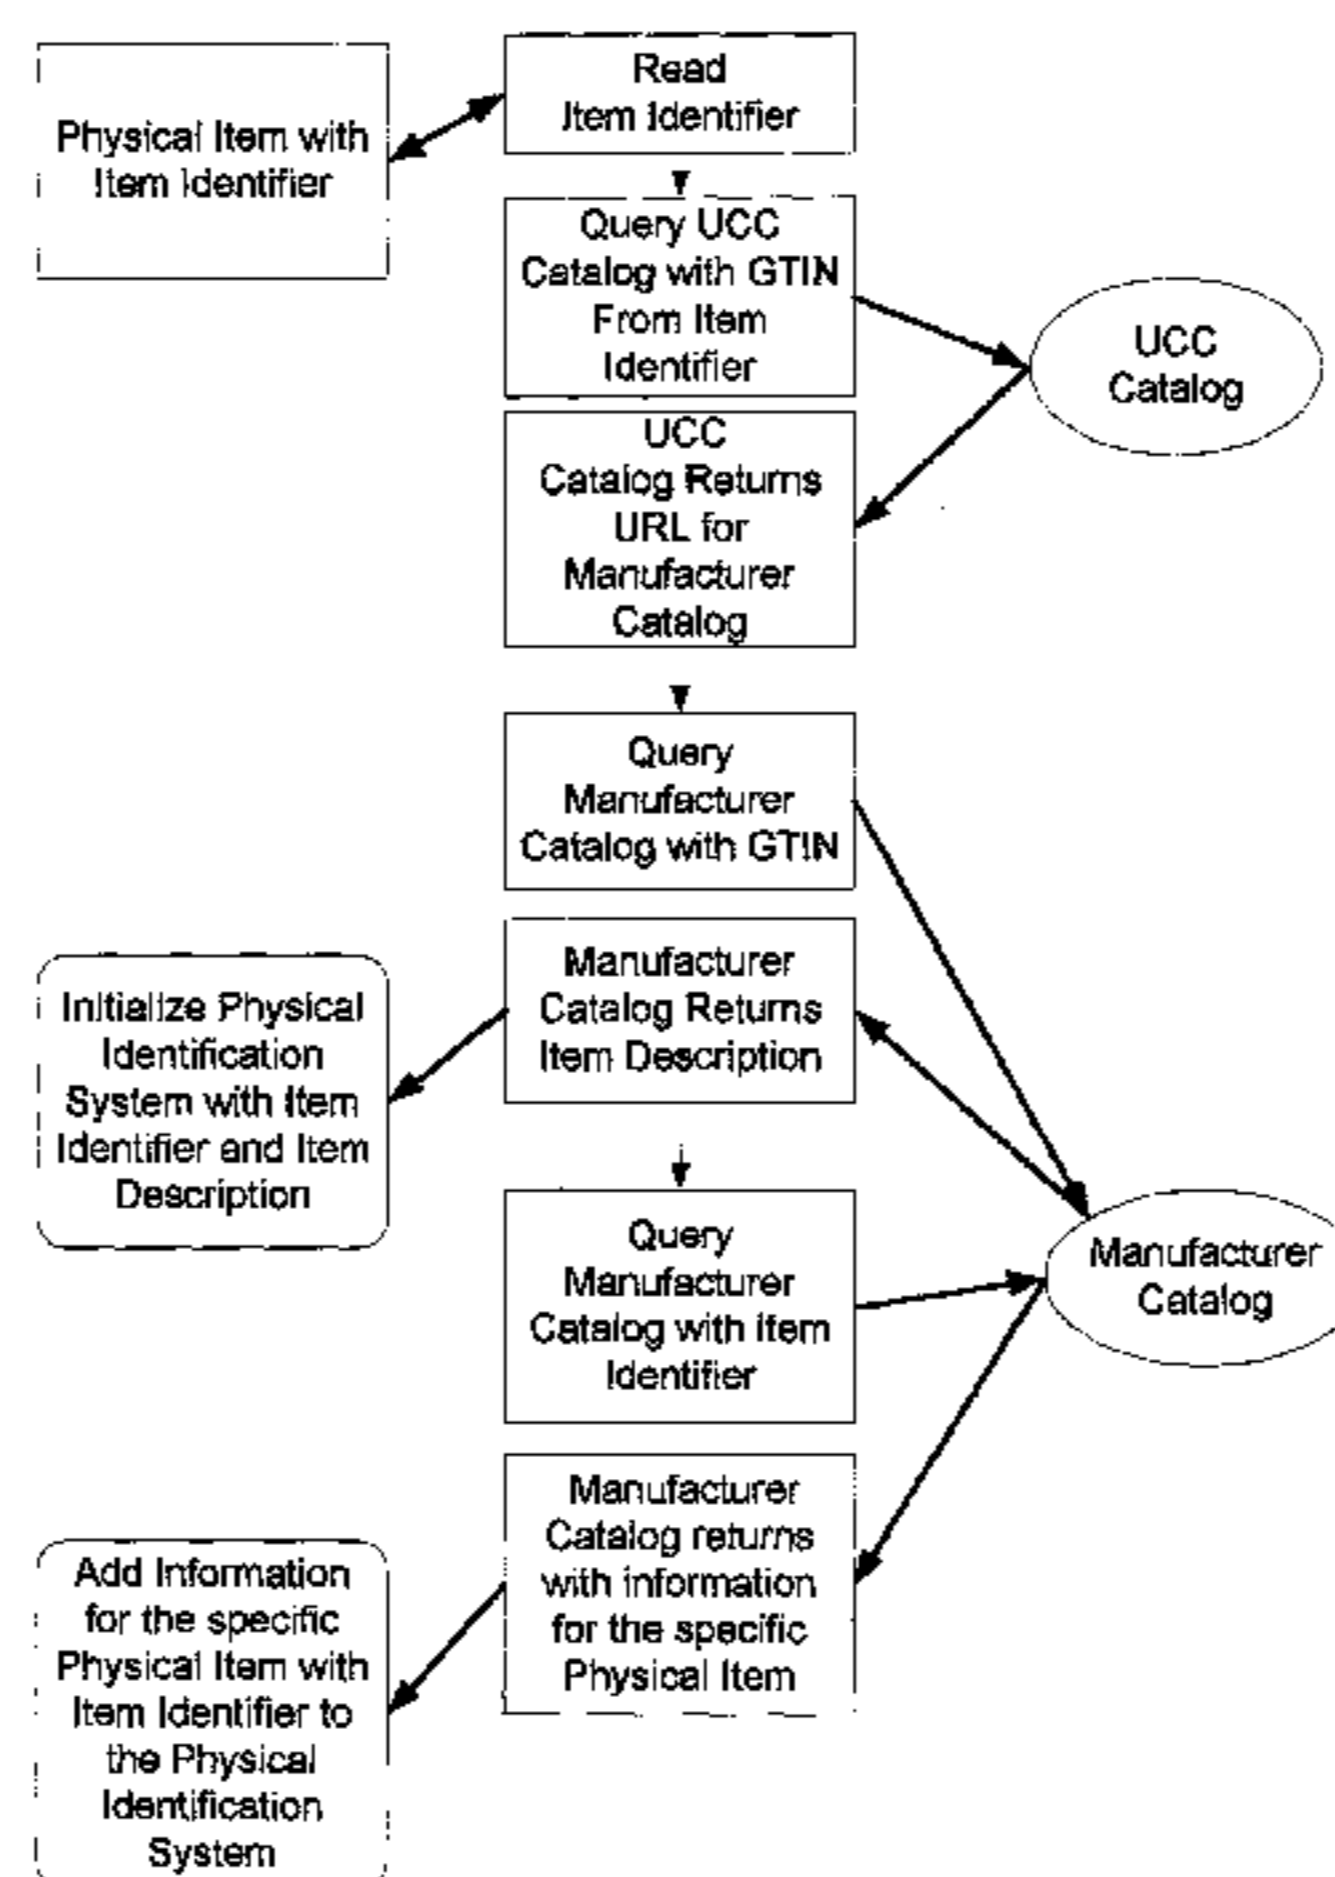 Physical Item with
Item Identifier
Read
Item Identifier
Query UCC
Catalog with GTIN
From Item
Identifier
UCC
Catalog
UCC
Catalog Returns
URL for
Manufacturer
Catalog
Query
Manufacturer
Catalog with GTIN
Manufacturer
Catalog Returns
Item Description
Initialize Physical
Identification
System with Item
Identifier and Item
Description
Query
Manufacturer
Catalog with Item
Identifier
Manufacturer
Catalog
Manufacturer
Catalog returns
with information
for the specific
Physical Item
Add Information
for the specific
Physical Item with
Item Identifier to
the Physical
Identification
System